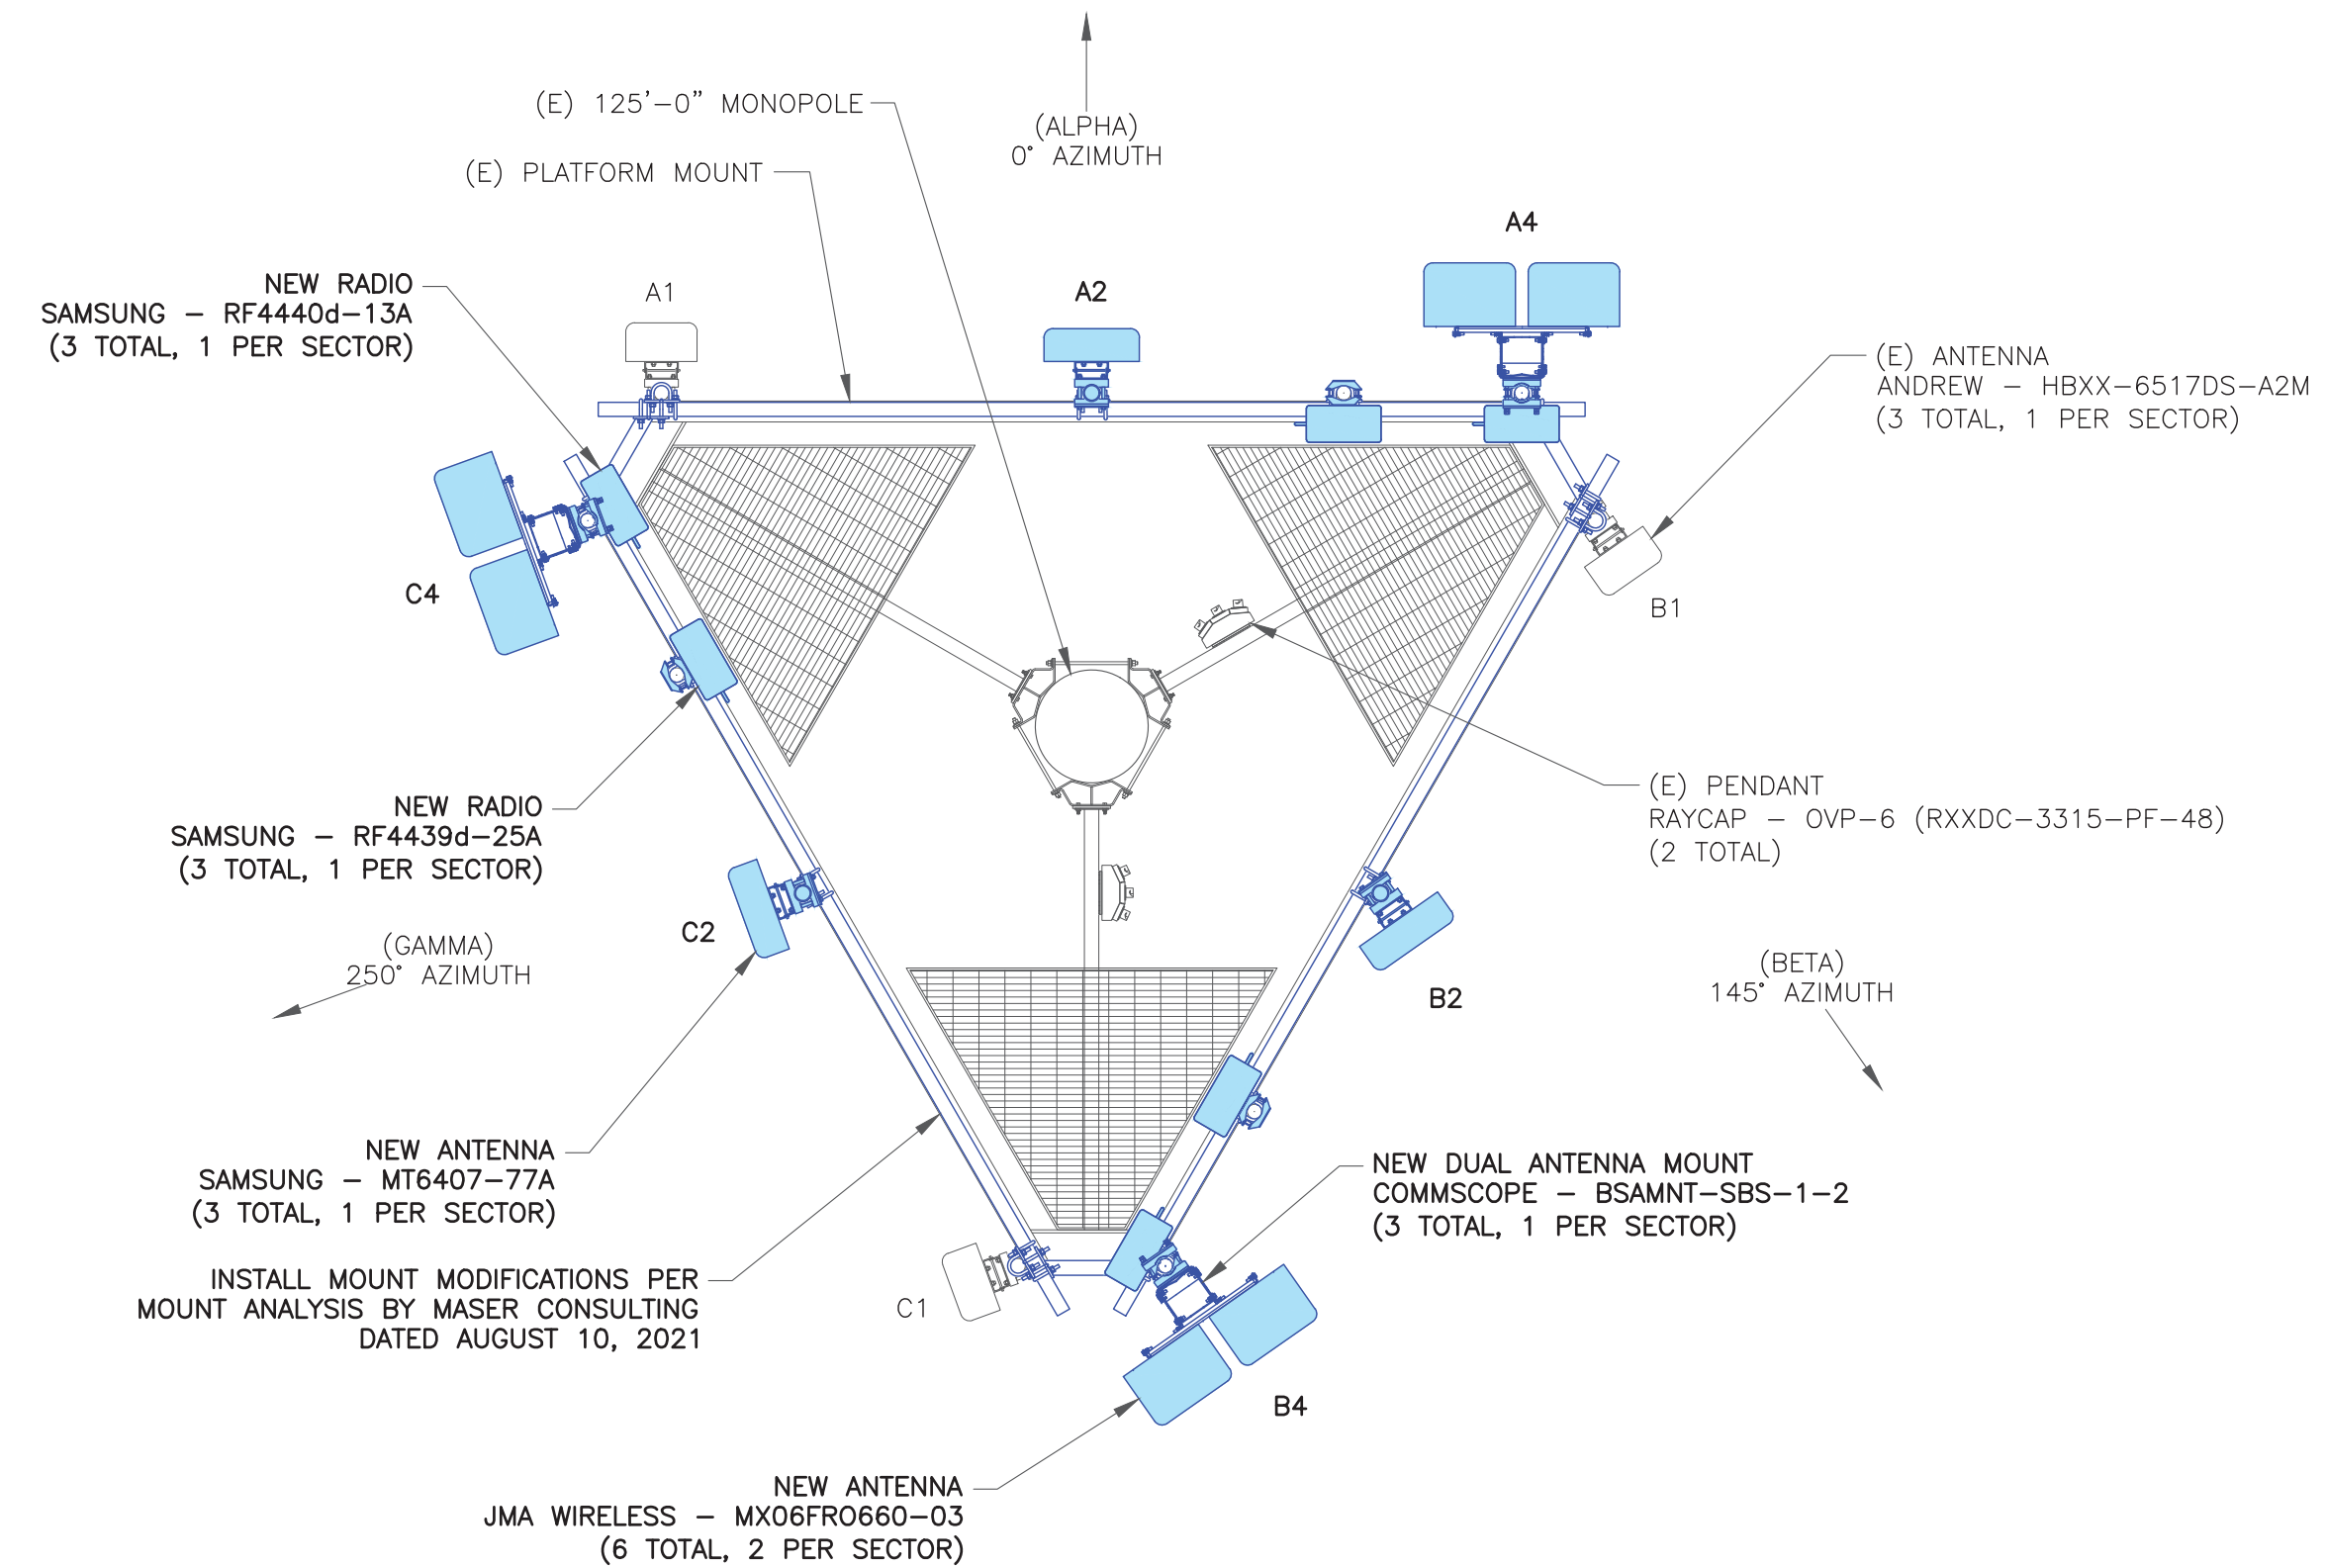 (E) 125'-0" MONOPOLE
(ALPHA)
0° AZIMUTH
(E) PLATFORM MOUNT
A4
NEW RADIO
SAMSUNG - RF4440d-13A
(3 TOTAL, 1 PER SECTOR)
A1
A2
(E) ANTENNA
ANDREW - HBXX-6517DS-A2M
(3 TOTAL, 1 PER SECTOR)
C4
B1
NEW RADIO
SAMSUNG - RF4439d-25A
(3 TOTAL, 1 PER SECTOR)
(E) PENDANT
RAYCAP - OVP-6 (RXXDC-3315-PF-48)
(2 TOTAL)
C2
(GAMMA)
250° AZIMUTH
B2
(BETA)
145° AZIMUTH
NEW ANTENNA
SAMSUNG - MT6407-77A
(3 TOTAL, 1 PER SECTOR)
NEW DUAL ANTENNA MOUNT
COMMSCOPE - BSAMNT-SBS-1-2
(3 TOTAL, 1 PER SECTOR)
INSTALL MOUNT MODIFICATIONS PER
MOUNT ANALYSIS BY MASER CONSULTING
DATED AUGUST 10, 2021
C1
B4
NEW ANTENNA
JMA WIRELESS - MX06FRO660-03
(6 TOTAL, 2 PER SECTOR)